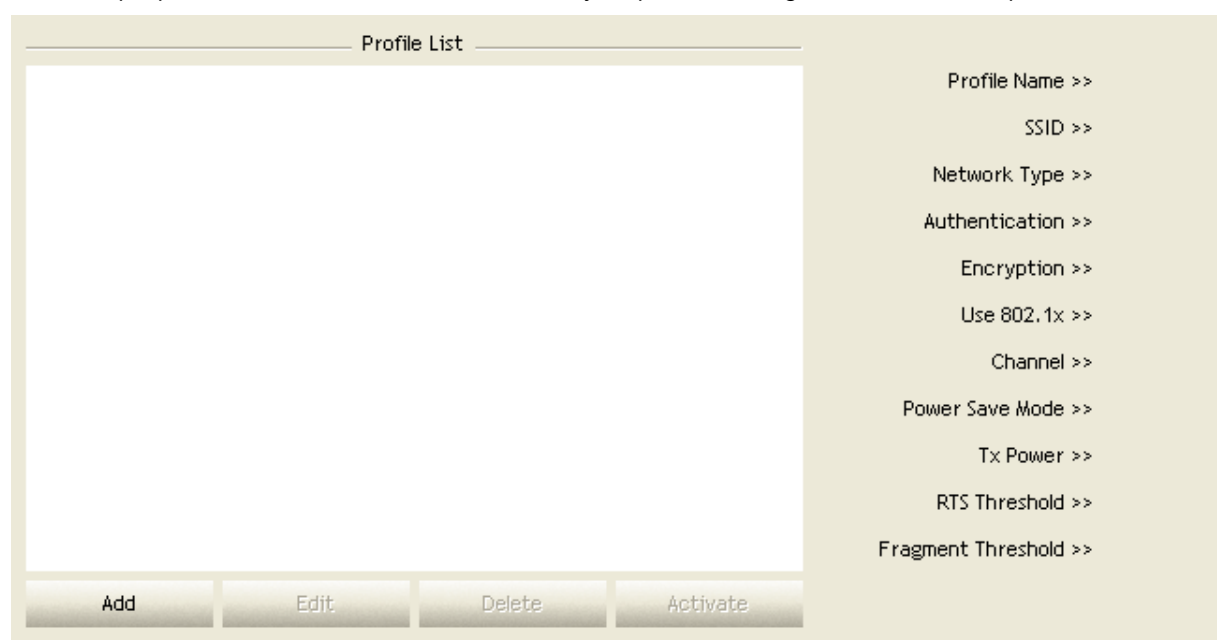 Profile List
Profile Name >>
SSID >>
Network Type >>
Authentication >>
Encryption >>
Use 802.1x >>
Channel >>
Power Save Mode >>
Tx Power >>
RTS Threshold >>
Fragment Threshold >>
Add Edit Delete Activate